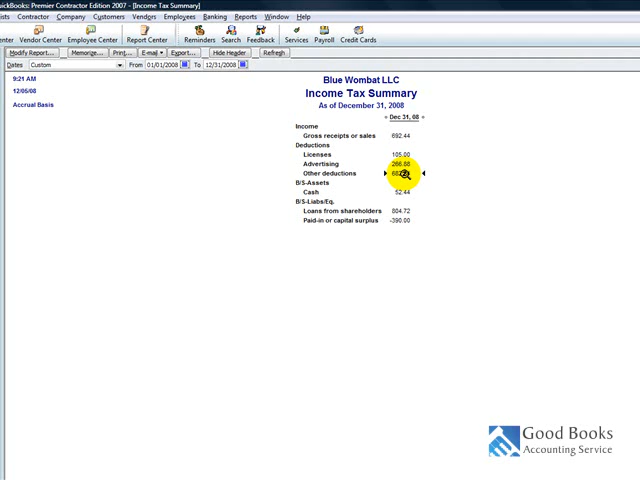 uickBooks: Premier Contractor Edition 2007 - [Income Tax Summary]
ists Contractor Company Customers Vendors Employees Banking Reports Window Help
enter Vendor Center Employee Center Report Center Reminders Search Feedback Services Payroll Credit Cards
Modify Report... Memorize... Print... E-mail Export... Hide Header Refresh
Dates Custom From 01/01/2008 To 12/31/2008
9:21 AM
12/05/08
Accrual Basis
Blue Wombat LLC
Income Tax Summary
As of December 31, 2008
Dec 31, 08
Income
Gross receipts or sales 692.44
Deductions
Licenses 105.00
Advertising 266.88
Other deductions
B/S-Assets
Cash 52.44
B/S-Liabs/Eq.
Loans from shareholders 804.72
Paid-in or capital surplus -390.00
Good Books
Accounting Service